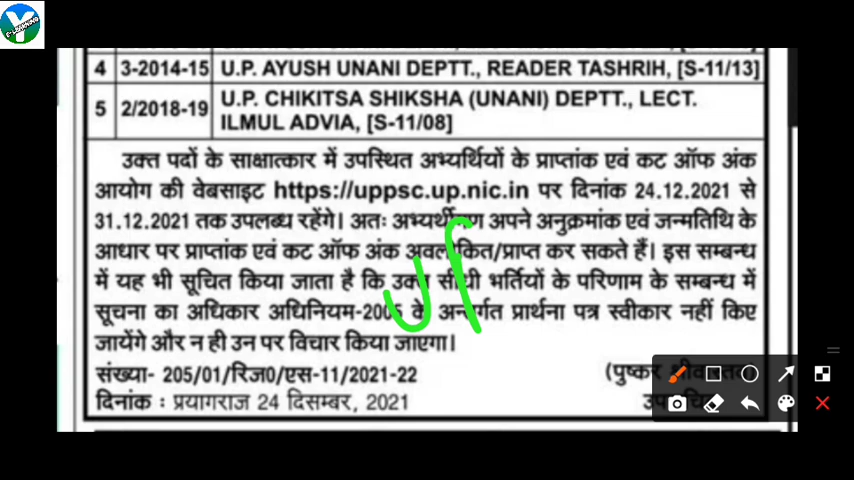 E-LEARNING
4 3-2014-15 U.P. AYUSH UNANI DEPTT., READER TASHRIH, [S-11/13]
5 2/2018-19 U.P. CHIKITSA SHIKSHA (UNANI) DEPTT., LECT.
ILMUL ADVIA, [S-11/08]
उक्त पदों के साक्षात्कार में उपस्थित अभ्यर्थियों के प्राप्तांक एवं कट ऑफ अंक
आयोग की वेबसाइट https://uppsc.up.nic.in पर दिनांक 24.12.2021 से
31.12.2021 तक उपलब्ध रहेंगे। अतः अभ्यर्थीगण अपने अनुक्रमांक एवं जन्मतिथि के
आधार पर प्राप्तांक एवं कट ऑफ अंक अवलोकित/प्राप्त कर सकते हैं। इस सम्बन्ध
में यह भी सूचित किया जाता है कि उक्त सीधी भर्तियों के परिणाम के सम्बन्ध में
सूचना का अधिकार अधिनियम-2005 के अन्तर्गत प्रार्थना पत्र स्वीकार नहीं किए
जायेंगे और न ही उन पर विचार किया जाएगा।
संख्या- 205/01/रिज0/एस-11/2021-22 (पुष्कर श्रीवास्तव)
दिनांक : प्रयागराज 24 दिसम्बर, 2021